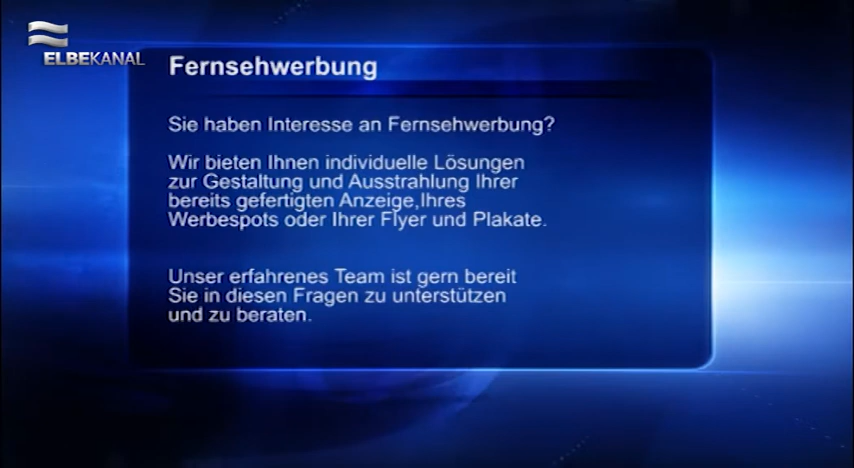 ELBEKANAL
Fernsehwerbung
Sie haben Interesse an Fernsehwerbung?
Wir bieten Ihnen individuelle Lösungen
zur Gestaltung und Ausstrahlung Ihrer
bereits gefertigten Anzeige,Ihres
Werbespots oder Ihrer Flyer und Plakate.
Unser erfahrenes Team ist gern bereit
Sie in diesen Fragen zu unterstützen
und zu beraten.